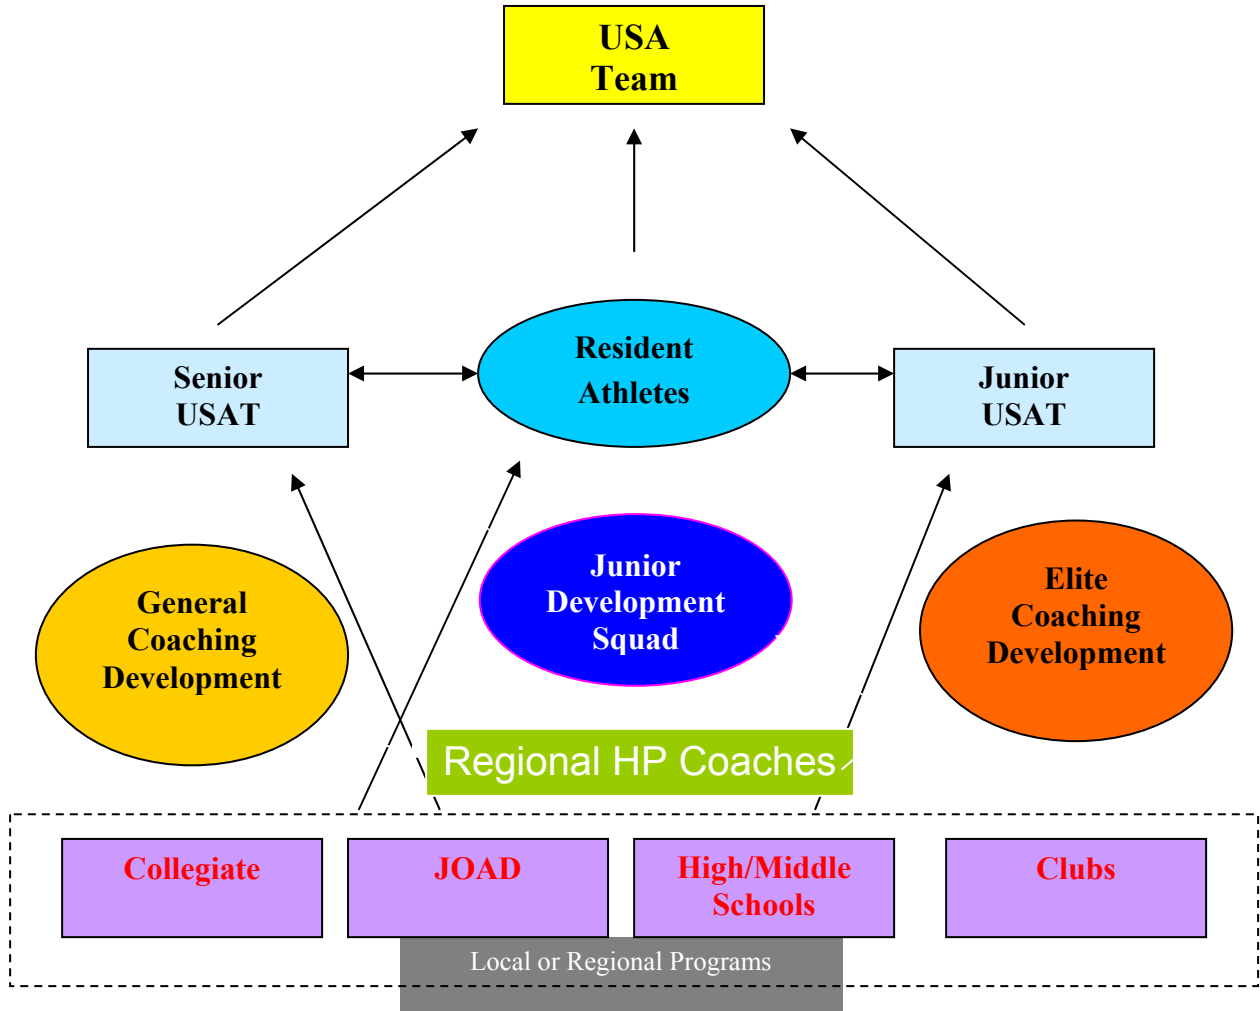 USA
Team
Resident
Athletes
Senior
USAT
Junior
USAT
Junior
Development
Squad
General
Coaching
Development
Elite
Coaching
Development
Regional HP Coaches
Collegiate
JOAD
High/Middle
Schools
Clubs
Local or Regional Programs